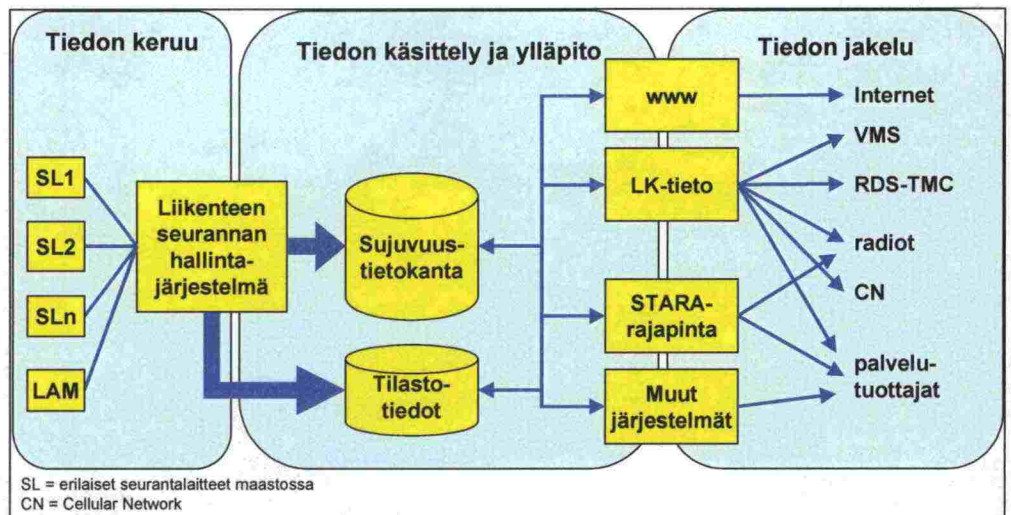 Tiedon keruu
Tiedon käsittely ja ylläpito
Tiedon jakelu
SL1
SL2
SLn
LAM
Liikenteen
seurannan
hallinta-
järjestelmä
Sujuvuus-
tietokanta
Tilasto-
tiedot
www
LK-tieto
STARA-
rajapinta
Muut
järjestelmät
Internet
VMS
RDS-TMC
radiot
CN
palvelu-
tuottajat
SL = erilaiset seurantalaitteet maastossa
CN = Cellular Network